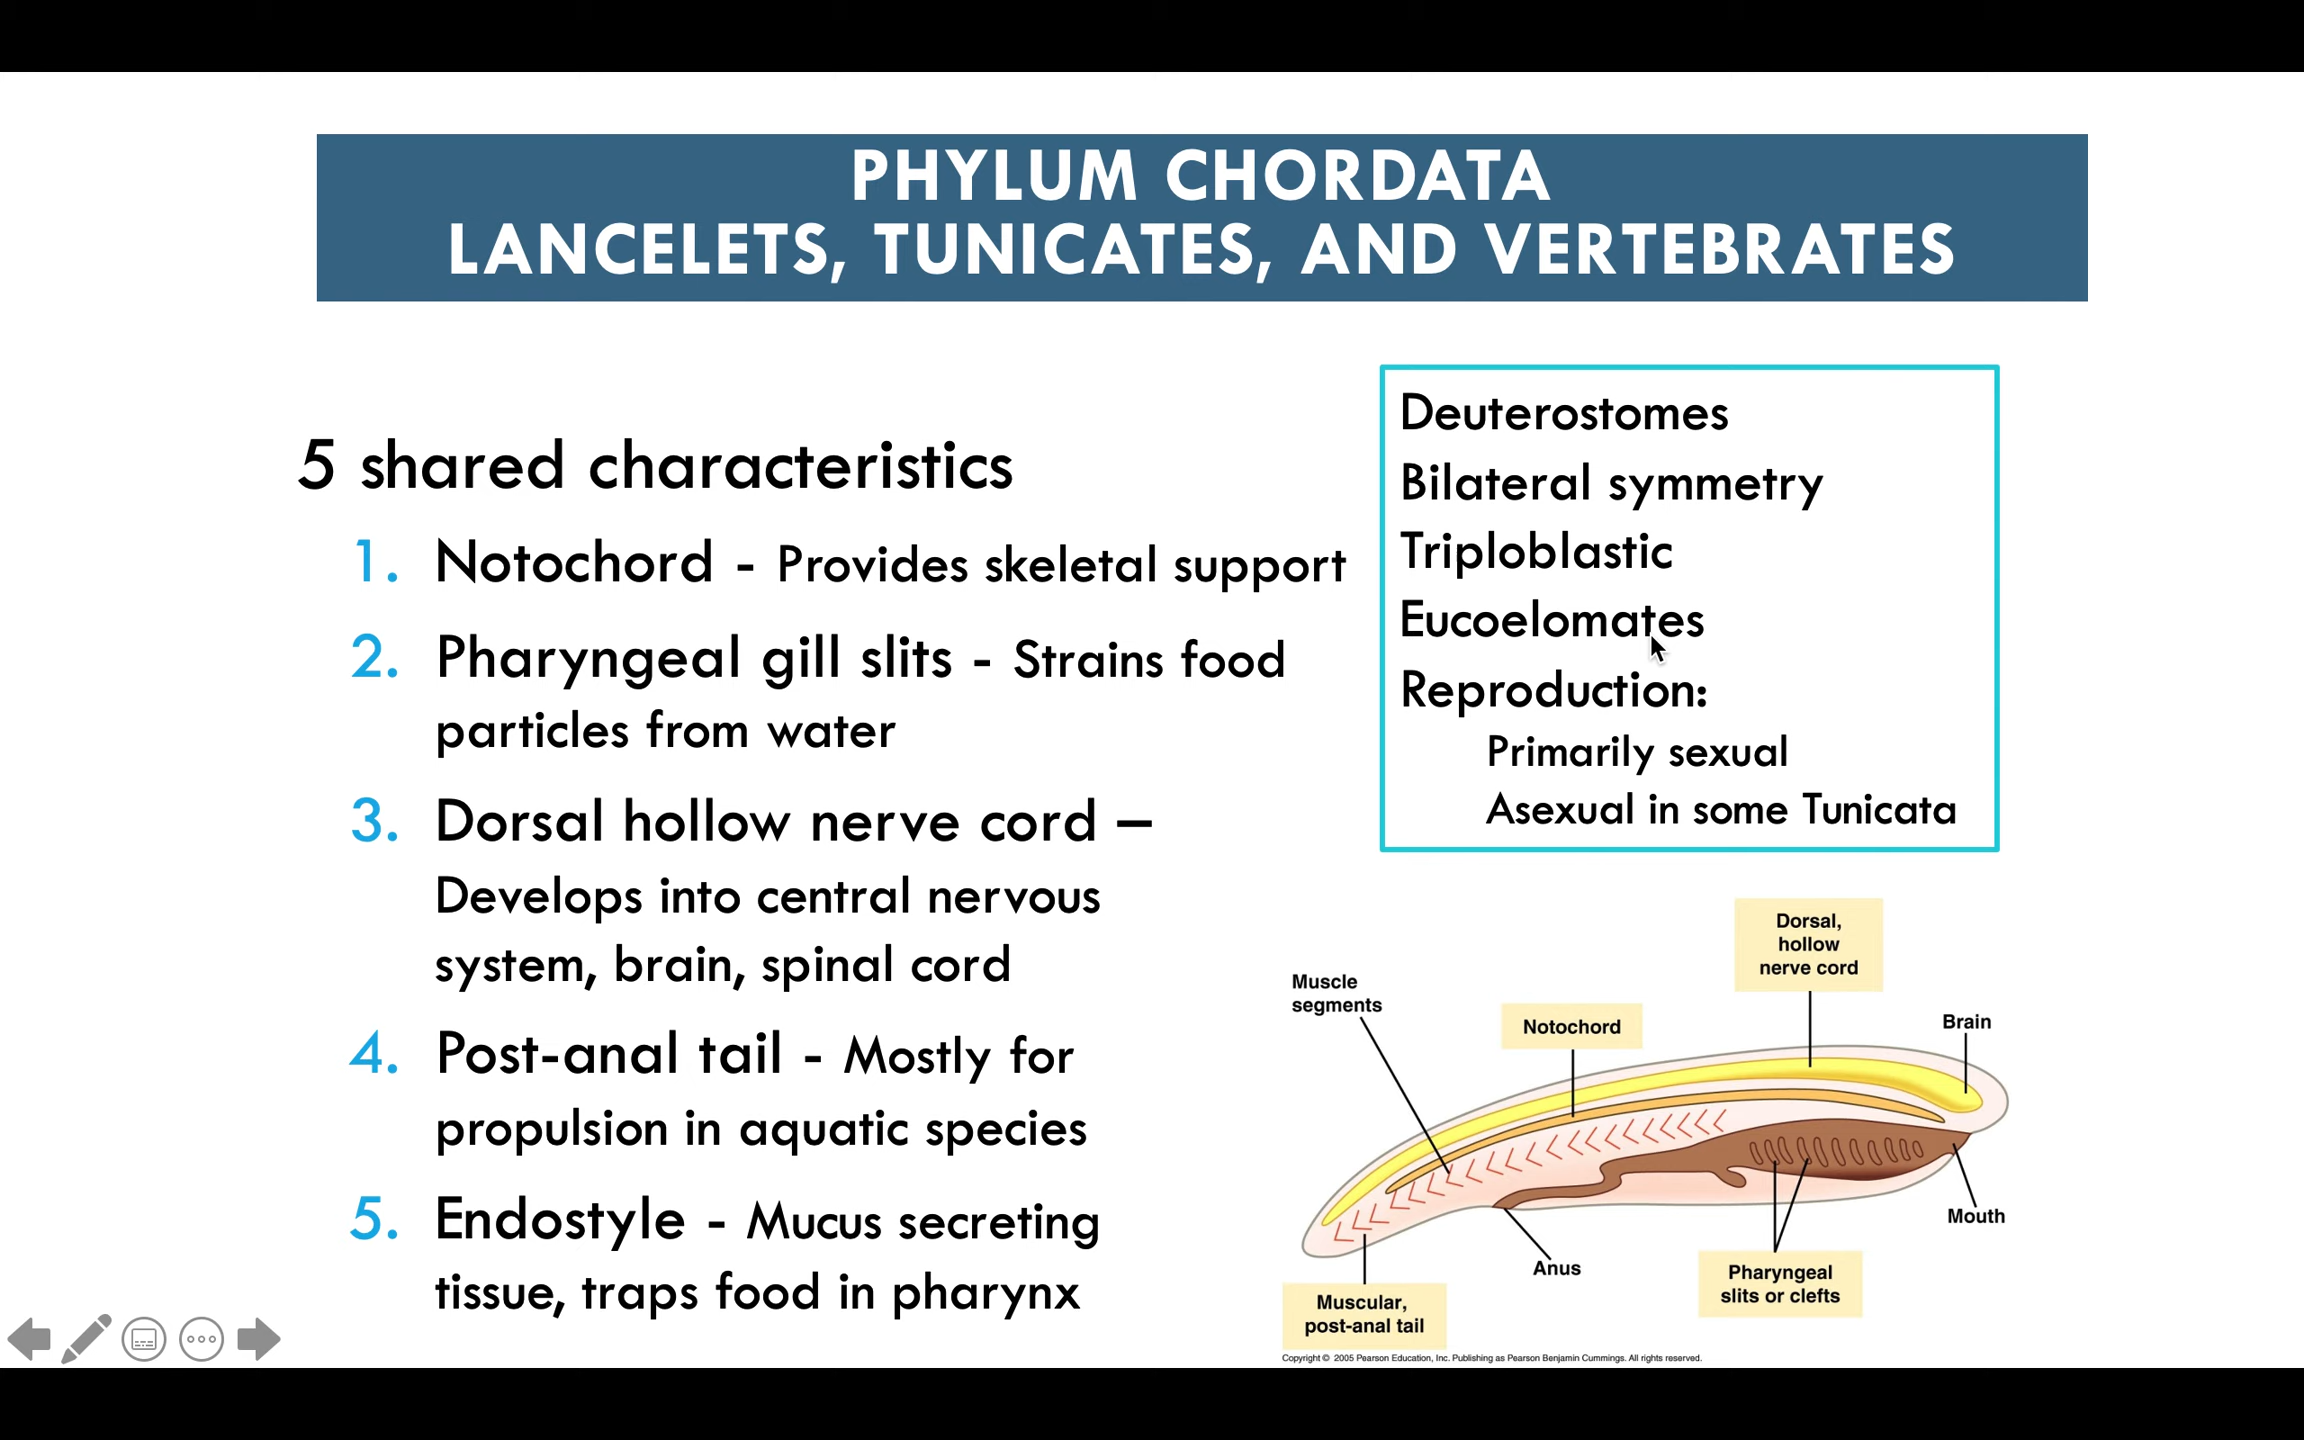 PHYLUM CHORDATA
LANCELETS, TUNICATES, AND VERTEBRATES
5 shared characteristics
1. Notochord - Provides skeletal support
2. Pharyngeal gill slits - Strains food
particles from water
3. Dorsal hollow nerve cord –
Develops into central nervous
system, brain, spinal cord
4. Post-anal tail - Mostly for
propulsion in aquatic species
5. Endostyle - Mucus secreting
tissue, traps food in pharynx
Deuterostomes
Bilateral symmetry
Triploblastic
Eucoelomates
Reproduction:
Primarily sexual
Asexual in some Tunicata
Dorsal,
hollow
nerve cord
Muscle
segments
Notochord
Brain
Mouth
Anus
Pharyngeal
slits or clefts
Muscular,
post-anal tail
Copyright © 2005 Pearson Education, Inc. Publishing as Pearson Benjamin Cummings. All rights reserved.